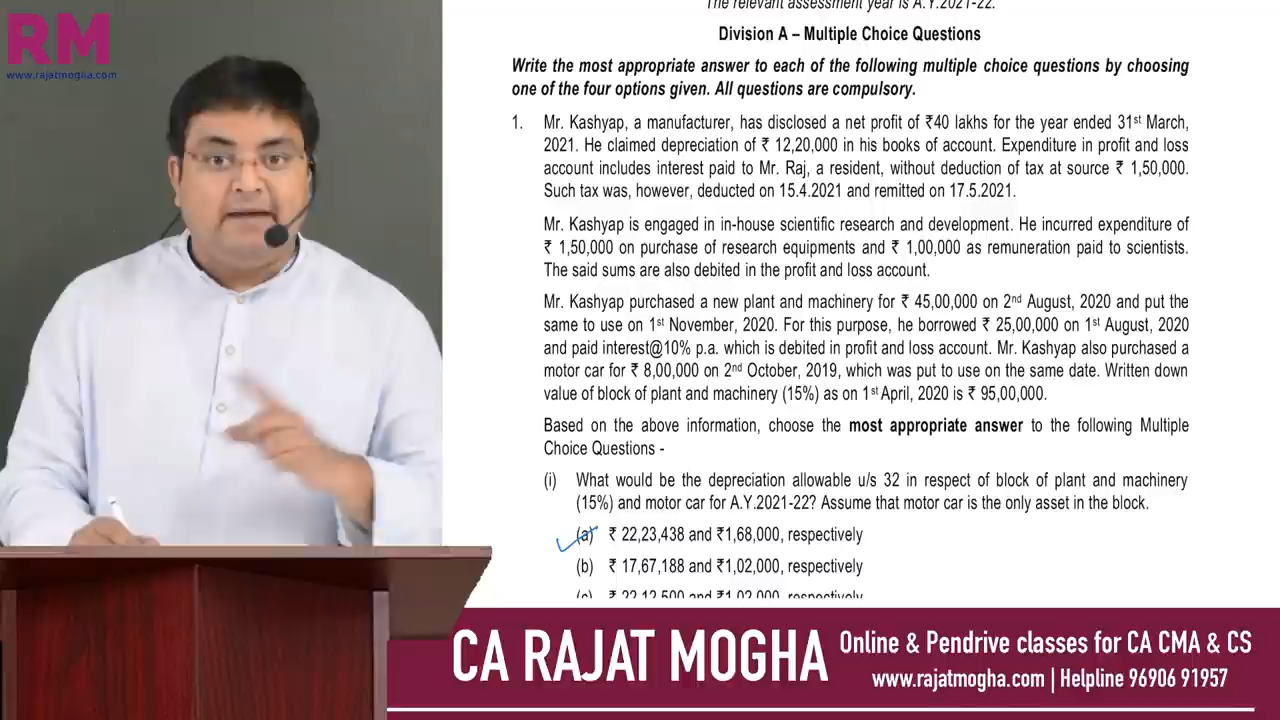 RM
www.rajatmogha.com
The relevant assessment year is A.Y.2021-22.
Division A – Multiple Choice Questions
Write the most appropriate answer to each of the following multiple choice questions by choosing
one of the four options given. All questions are compulsory.
1. Mr. Kashyap, a manufacturer, has disclosed a net profit of ₹40 lakhs for the year ended 31st March,
2021. He claimed depreciation of ₹ 12,20,000 in his books of account. Expenditure in profit and loss
account includes interest paid to Mr. Raj, a resident, without deduction of tax at source ₹ 1,50,000.
Such tax was, however, deducted on 15.4.2021 and remitted on 17.5.2021.
Mr. Kashyap is engaged in in-house scientific research and development. He incurred expenditure of
₹ 1,50,000 on purchase of research equipments and ₹ 1,00,000 as remuneration paid to scientists.
The said sums are also debited in the profit and loss account.
Mr. Kashyap purchased a new plant and machinery for ₹ 45,00,000 on 2nd August, 2020 and put the
same to use on 1st November, 2020. For this purpose, he borrowed ₹ 25,00,000 on 1st August, 2020
and paid interest@10% p.a. which is debited in profit and loss account. Mr. Kashyap also purchased a
motor car for ₹ 8,00,000 on 2nd October, 2019, which was put to use on the same date. Written down
value of block of plant and machinery (15%) as on 1st April, 2020 is ₹ 95,00,000.
Based on the above information, choose the most appropriate answer to the following Multiple
Choice Questions -
(i) What would be the depreciation allowable u/s 32 in respect of block of plant and machinery
(15%) and motor car for A.Y.2021-22? Assume that motor car is the only asset in the block.
(a) ₹ 22,23,438 and ₹1,68,000, respectively
(b) ₹ 17,67,188 and ₹1,02,000, respectively
(c) ₹ 22,12,500 and ₹1,02,000, respectively
CA RAJAT MOGHA
Online & Pendrive classes for CA CMA & CS
www.rajatmogha.com | Helpline 96906 91957